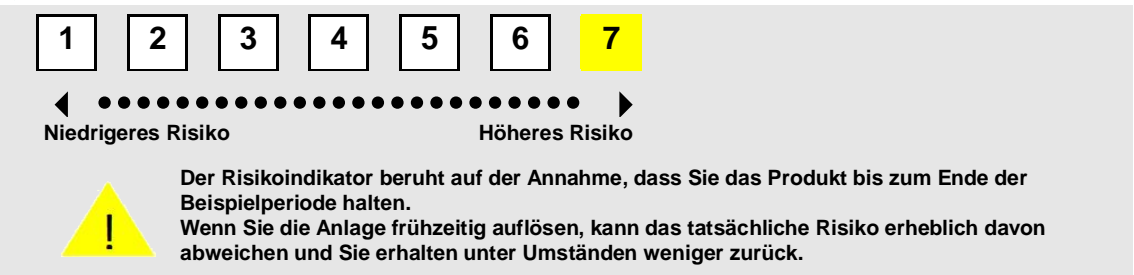 1 2 3 4 5 6 7
Niedrigeres Risiko Höheres Risiko
Der Risikoindikator beruht auf der Annahme, dass Sie das Produkt bis zum Ende der
Beispielperiode halten.
Wenn Sie die Anlage frühzeitig auflösen, kann das tatsächliche Risiko erheblich davon
abweichen und Sie erhalten unter Umständen weniger zurück.
!